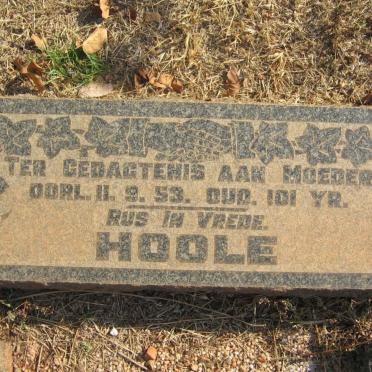 TER GEDAGTENIS AAN MOEDER
OORL. 11. 9. 53. OUD. 101 YR.
RUS IN VREDE.
HOOLE